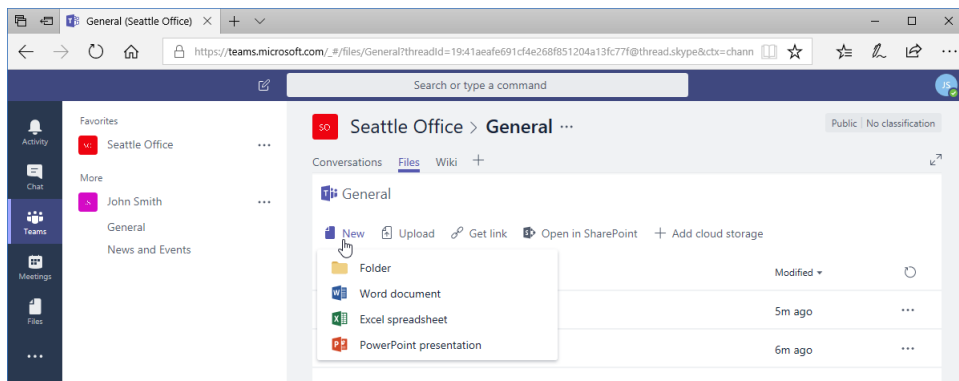 General (Seattle Office)
https://teams.microsoft.com/_#/files/General?threadId=19:41aeafe691cf4e268f851204a13fc77f@thread.skype&ctx=chann
Search or type a command
JS
Activity
Chat
Teams
Meetings
Files
Favorites
SO Seattle Office
More
JS John Smith
General
News and Events
SO Seattle Office > General
Public No classification
Conversations Files Wiki
General
New Upload Get link Open in SharePoint Add cloud storage
Folder
Word document
Excel spreadsheet
PowerPoint presentation
Modified
5m ago
6m ago